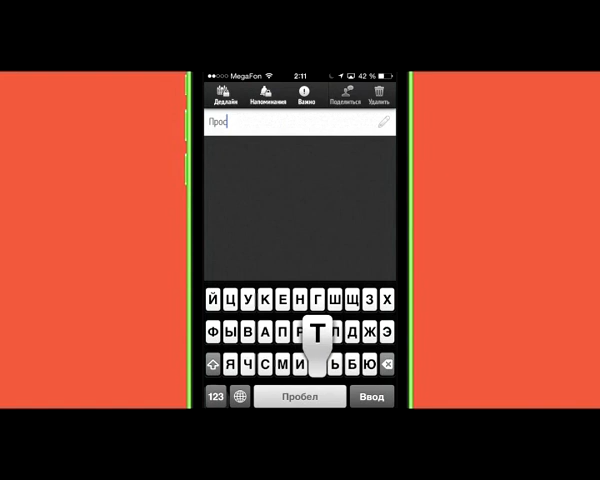 MegaFon 2:11 42 %
Дедлайн Напоминания Важно Поделиться Удалить
Прос
Й Ц У К Е Н Г Ш Щ З Х
Ф Ы В А П Р Т Л Д Ж Э
Я Ч С М И Ь Б Ю
123 Пробел Ввод